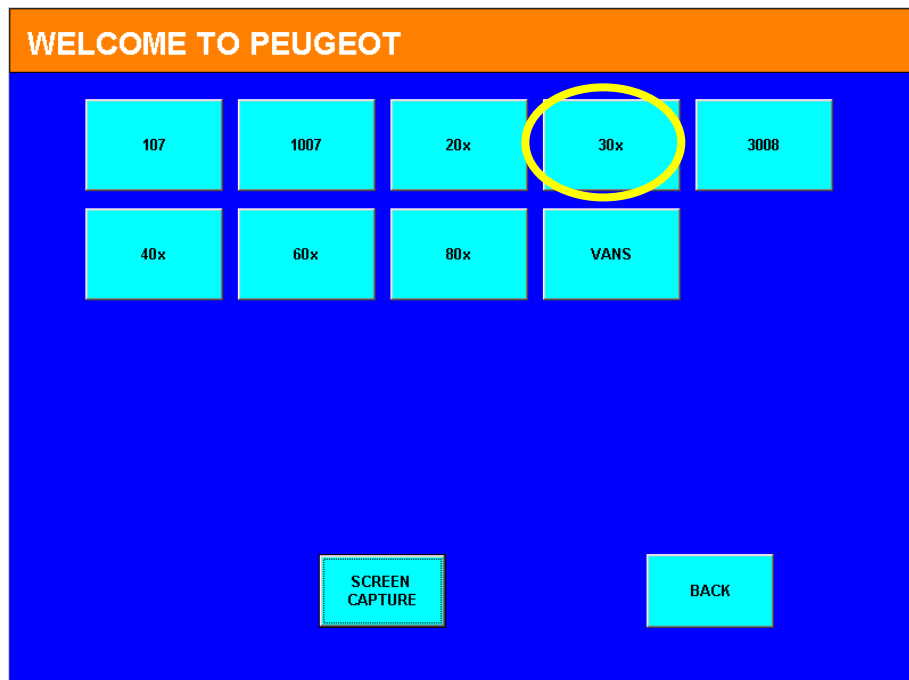 WELCOME TO PEUGEOT
107
1007
20x
30x
3008
40x
60x
80x
VANS
SCREEN
CAPTURE
BACK